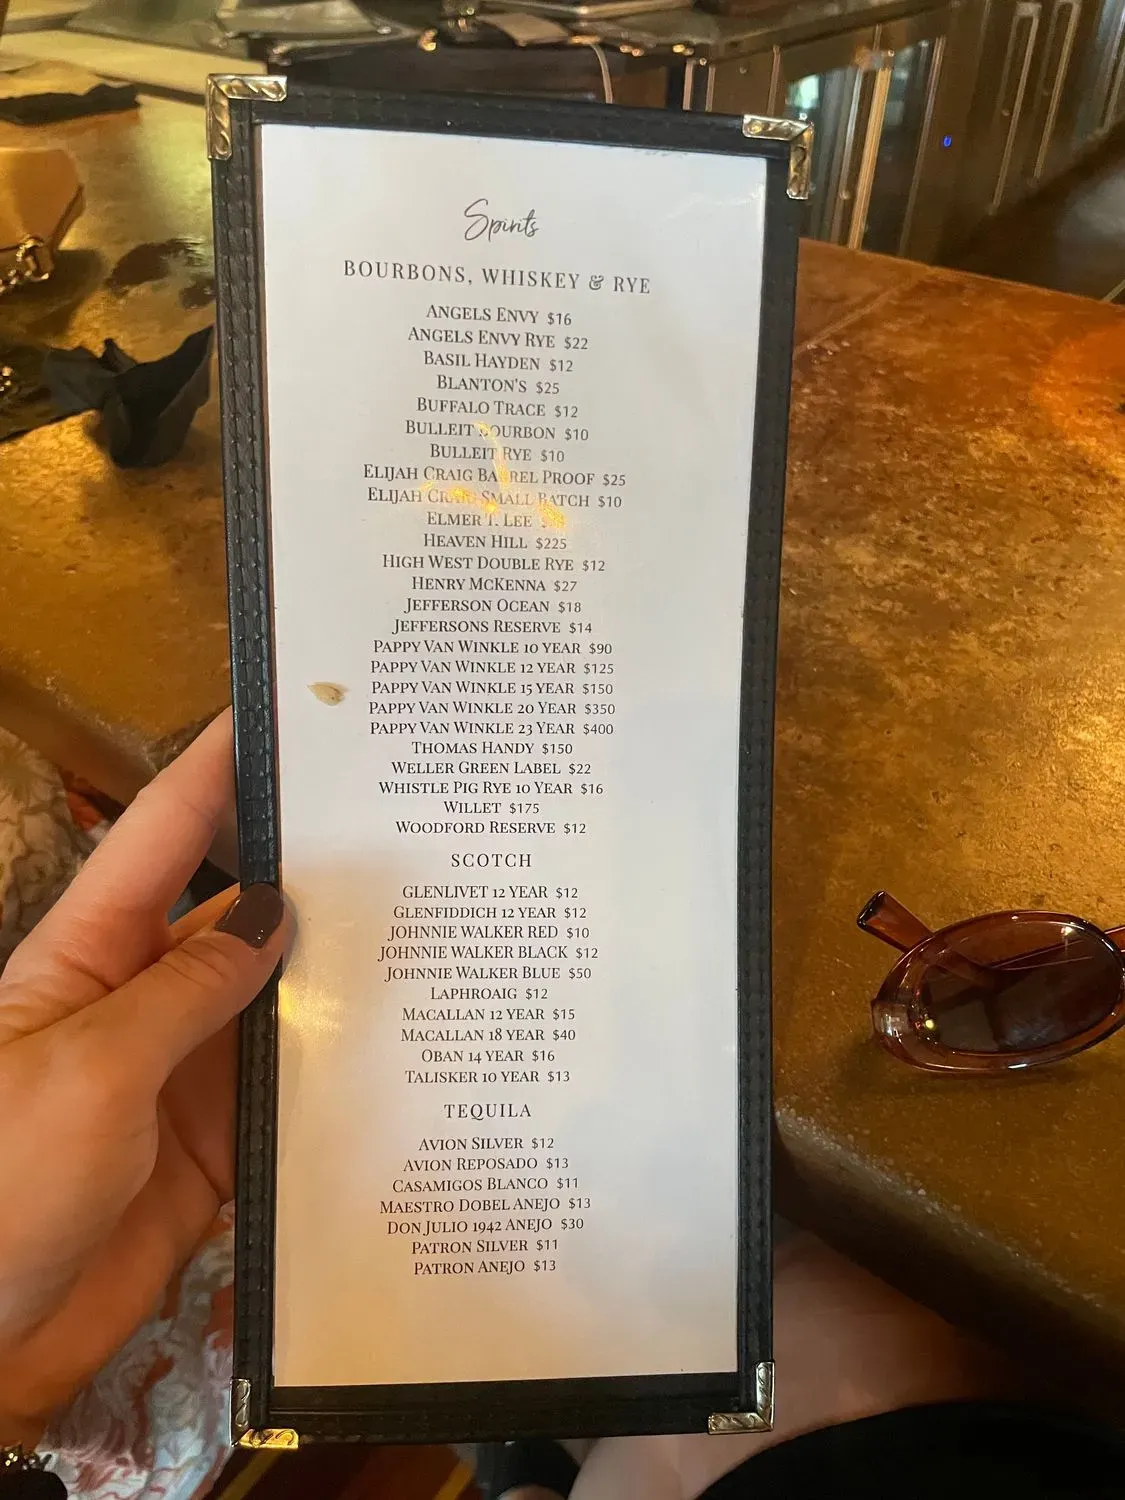 Spirits
BOURBONS, WHISKEY & RYE
ANGELS ENVY $16
ANGELS ENVY RYE $22
BASIL HAYDEN $12
BLANTON'S $25
BUFFALO TRACE $12
BULLEIT BOURBON $10
BULLEIT RYE $10
ELIJAH CRAIG BARREL PROOF $25
ELIJAH CRAIG SMALL BATCH $10
ELMER T. LEE
HEAVEN HILL $225
HIGH WEST DOUBLE RYE $12
HENRY MCKENNA $27
JEFFERSON OCEAN $18
JEFFERSONS RESERVE $14
PAPPY VAN WINKLE 10 YEAR $90
PAPPY VAN WINKLE 12 YEAR $125
PAPPY VAN WINKLE 15 YEAR $150
PAPPY VAN WINKLE 20 YEAR $350
PAPPY VAN WINKLE 23 YEAR $400
THOMAS HANDY $150
WELLER GREEN LABEL $22
WHISTLE PIG RYE 10 YEAR $16
WILLET $175
WOODFORD RESERVE $12
SCOTCH
GLENLIVET 12 YEAR $12
GLENFIDDICH 12 YEAR $12
JOHNNIE WALKER RED $10
JOHNNIE WALKER BLACK $12
JOHNNIE WALKER BLUE $50
LAPHROAIG $12
MACALLAN 12 YEAR $15
MACALLAN 18 YEAR $40
OBAN 14 YEAR $16
TALISKER 10 YEAR $13
TEQUILA
AVION SILVER $12
AVION REPOSADO $13
CASAMIGOS BLANCO $11
MAESTRO DOBEL ANEJO $13
DON JULIO 1942 ANEJO $30
PATRON SILVER $11
PATRON ANEJO $13